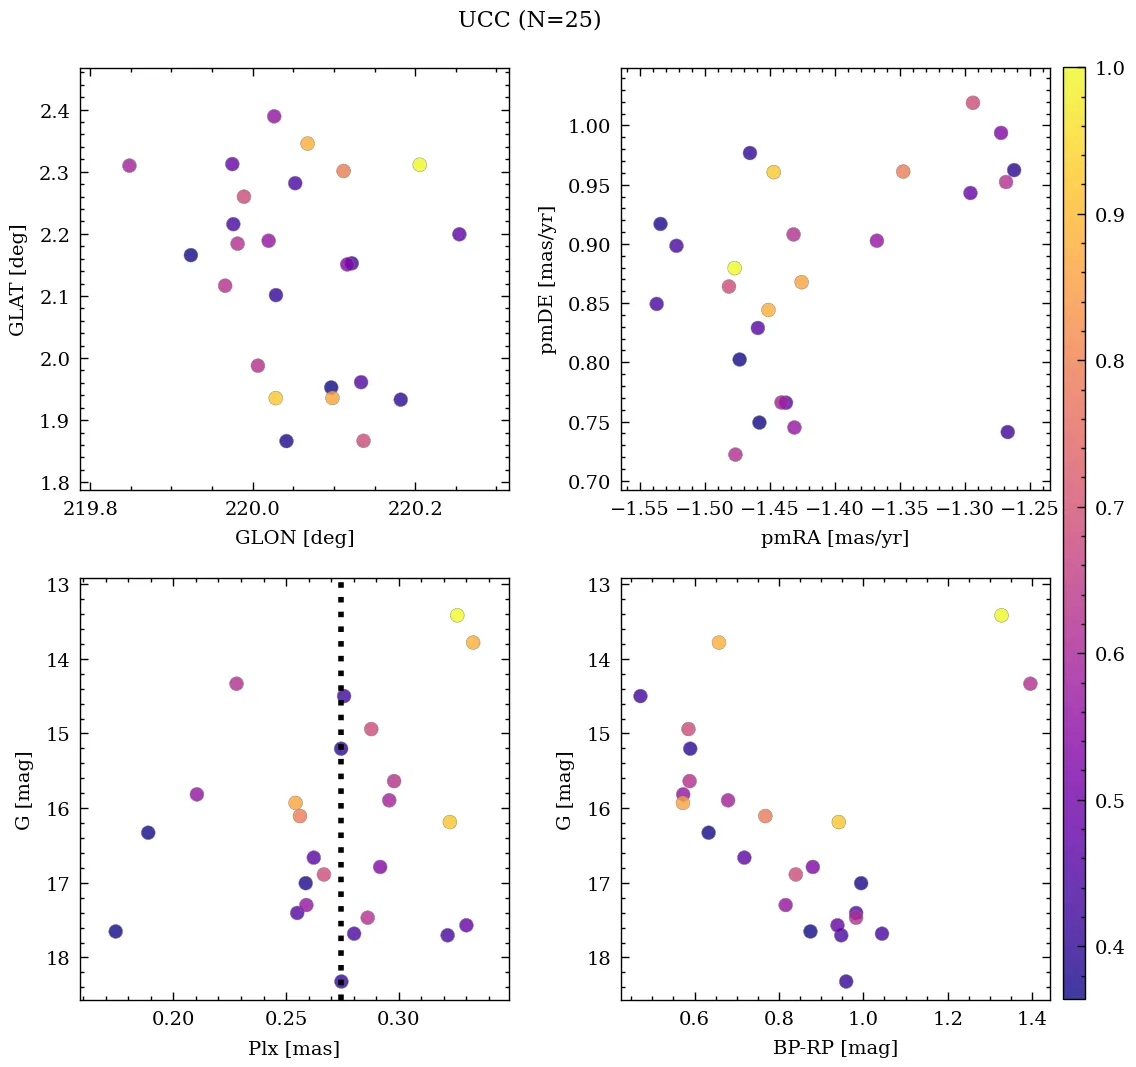 UCC (N=25)
2.4
2.3
2.2
2.1
2.0
1.9
1.8
GLAT [deg]
219.8 220.0 220.2
GLON [deg]
1.00
0.95
0.90
0.85
0.80
0.75
0.70
pmDE [mas/yr]
−1.55 −1.50 −1.45 −1.40 −1.35 −1.30 −1.25
pmRA [mas/yr]
13
14
15
16
17
18
G [mag]
0.20 0.25 0.30
Plx [mas]
13
14
15
16
17
18
G [mag]
0.6 0.8 1.0 1.2 1.4
BP-RP [mag]
1.0
0.9
0.8
0.7
0.6
0.5
0.4